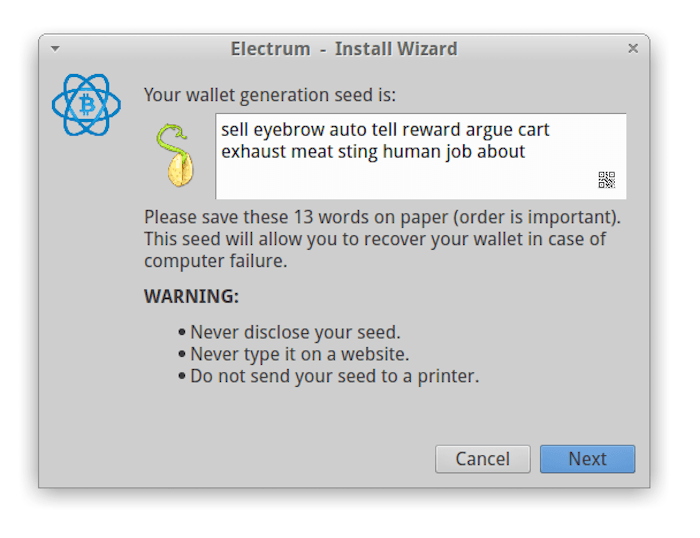 Electrum - Install Wizard
Your wallet generation seed is:
sell eyebrow auto tell reward argue cart
exhaust meat sting human job about
Please save these 13 words on paper (order is important).
This seed will allow you to recover your wallet in case of
computer failure.
WARNING:
• Never disclose your seed.
• Never type it on a website.
• Do not send your seed to a printer.
Cancel Next